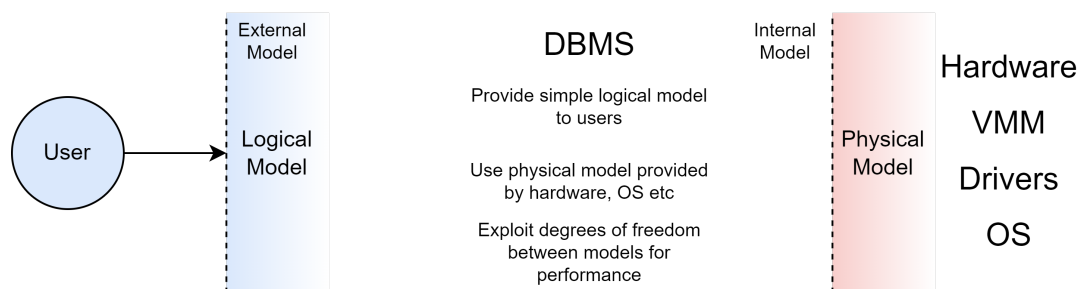 User
External
Model
Logical
Model
DBMS
Provide simple logical model
to users
Use physical model provided
by hardware, OS etc
Exploit degrees of freedom
between models for
performance
Internal
Model
Physical
Model
Hardware
VMM
Drivers
OS